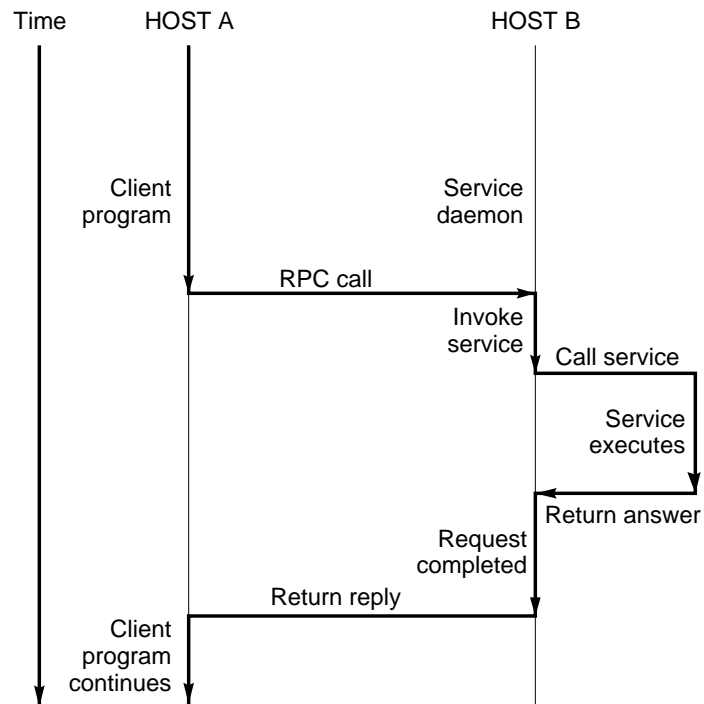 Time
HOST A
HOST B
Client
program
Service
daemon
RPC call
Invoke
service
Call service
Service
executes
Return answer
Request
completed
Return reply
Client
program
continues